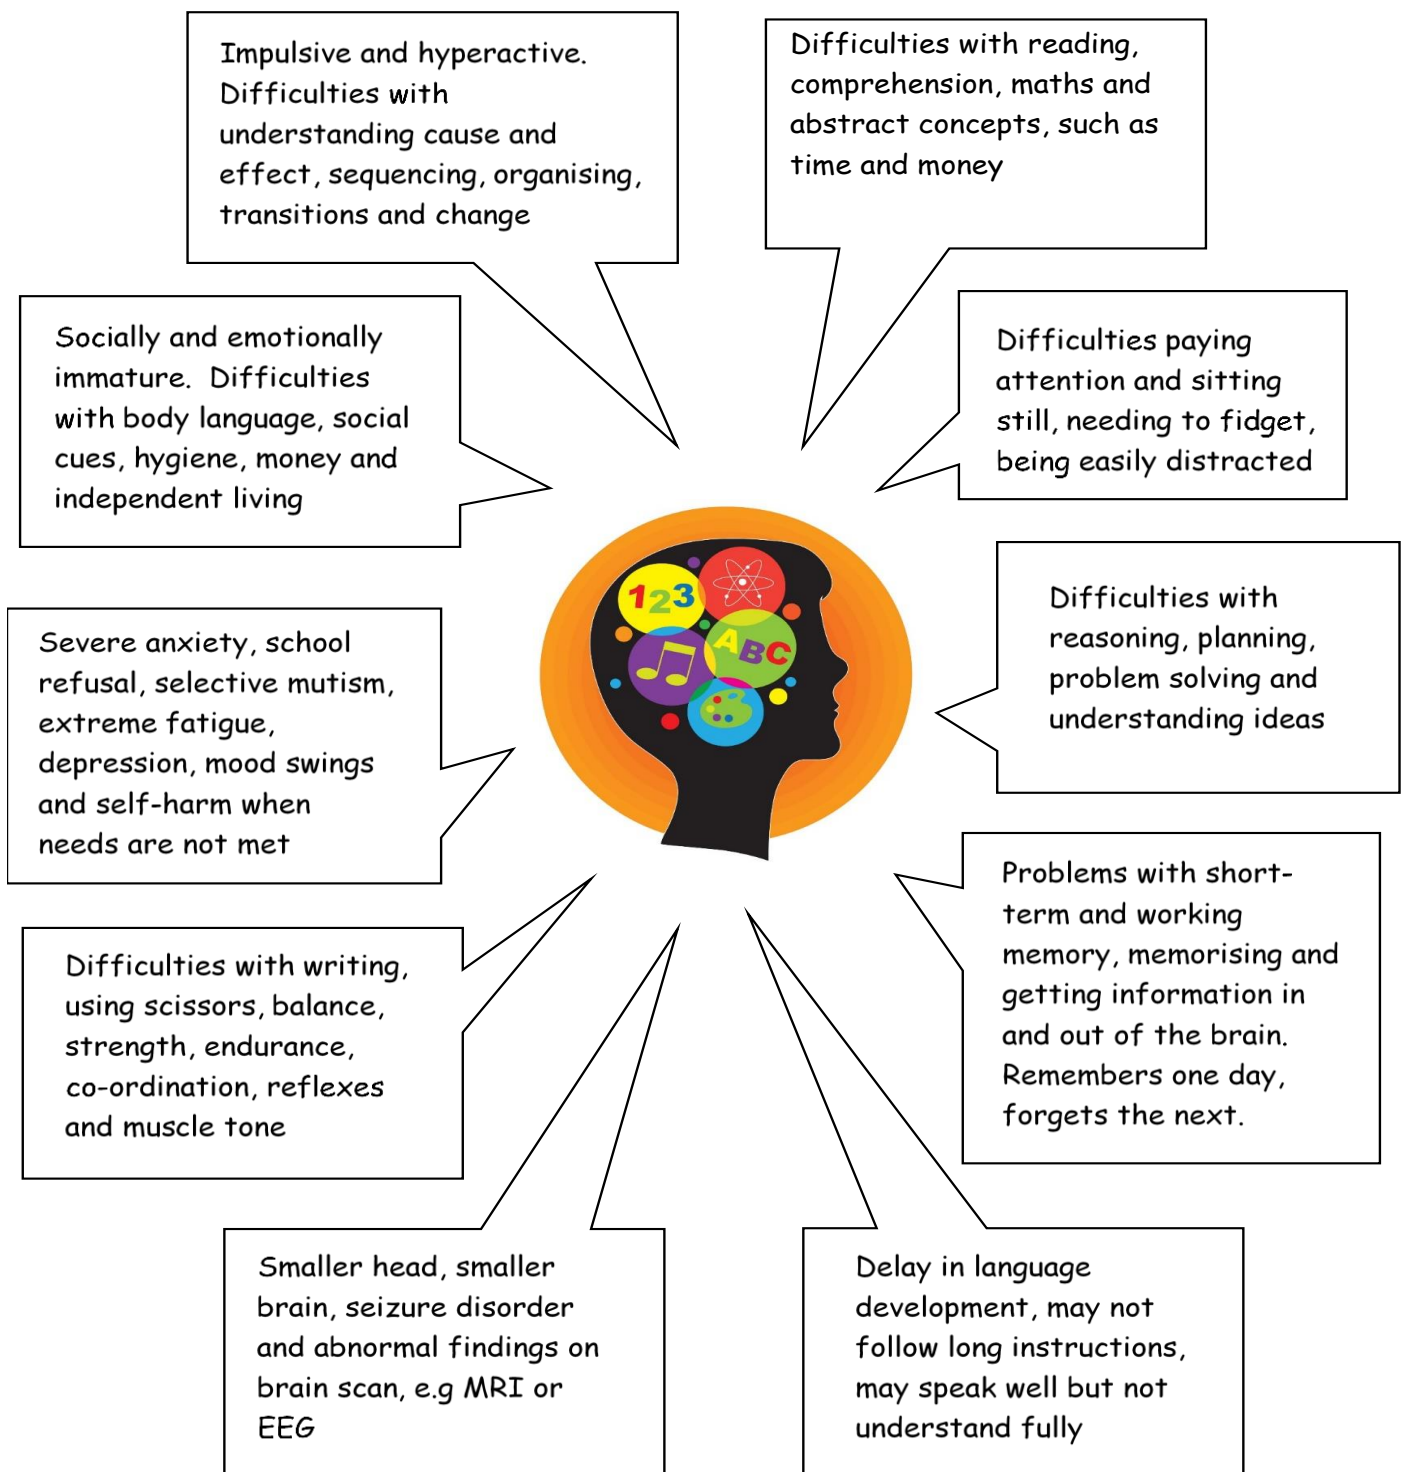 Impulsive and hyperactive.
Difficulties with
understanding cause and
effect, sequencing, organising,
transitions and change
Difficulties with reading,
comprehension, maths and
abstract concepts, such as
time and money
Socially and emotionally
immature.  Difficulties
with body language, social
cues, hygiene, money and
independent living
Difficulties paying
attention and sitting
still, needing to fidget,
being easily distracted
123
ABC
Difficulties with
reasoning, planning,
problem solving and
understanding ideas
Severe anxiety, school
refusal, selective mutism,
extreme fatigue,
depression, mood swings
and self-harm when
needs are not met
Problems with short-
term and working
memory, memorising and
getting information in
and out of the brain.
Remembers one day,
forgets the next.
Difficulties with writing,
using scissors, balance,
strength, endurance,
co-ordination, reflexes
and muscle tone
Smaller head, smaller
brain, seizure disorder
and abnormal findings on
brain scan, e.g MRI or
EEG
Delay in language
development, may not
follow long instructions,
may speak well but not
understand fully